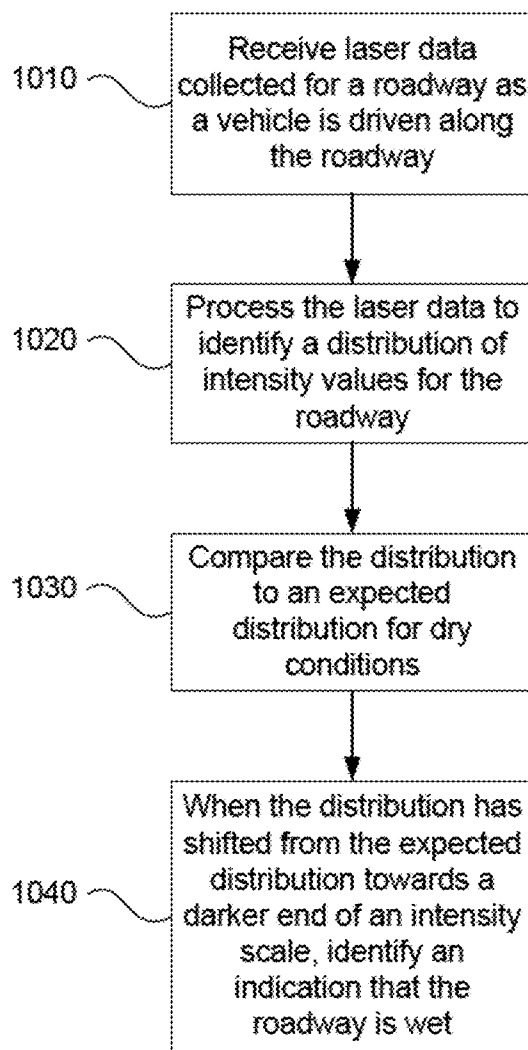 1010
Receive laser data
collected for a roadway as
a vehicle is driven along
the roadway
1020
Process the laser data to
identify a distribution of
intensity values for the
roadway
1030
Compare the distribution
to an expected
distribution for dry
conditions
1040
When the distribution has
shifted from the expected
distribution towards a
darker end of an intensity
scale, identify an
indication that the
roadway is wet